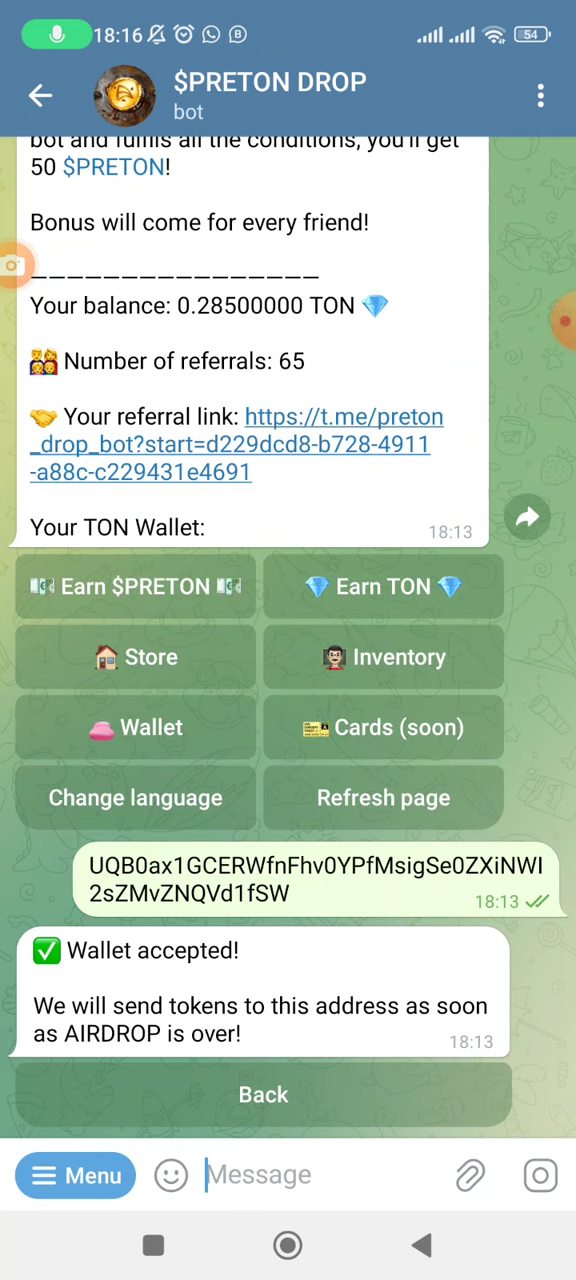 18:16
54
$PRETON DROP
bot
bot and fulfills all the conditions, you'll get
50 $PRETON!
Bonus will come for every friend!
_ _ _ _ _ _ _ _ _ _ _ _ _ _ _ _
Your balance: 0.28500000 TON 💎
👨‍👩‍👧‍👦 Number of referrals: 65
🤝 Your referral link: https://t.me/preton
_drop_bot?start=d229dcd8-b728-4911
-a88c-c229431e4691
Your TON Wallet:
18:13
💵 Earn $PRETON 💵
💎 Earn TON 💎
🏠 Store
👨🏻‍🏫 Inventory
👛 Wallet
🎫 Cards (soon)
Change language
Refresh page
UQB0ax1GCERWfnFhv0YPfMsigSe0ZXiNWI
2sZMvZNQVd1fSW
18:13
✅ Wallet accepted!
We will send tokens to this address as soon
as AIRDROP is over!
18:13
Back
Menu
Message